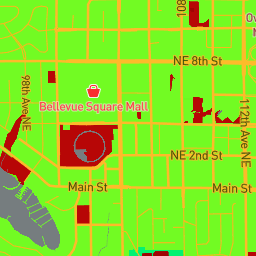 108
Ov
NE 8th St
N
98th Ave NE
Bellevue Square Mall
112th Ave NE
NE 2nd St
Main St
Main St